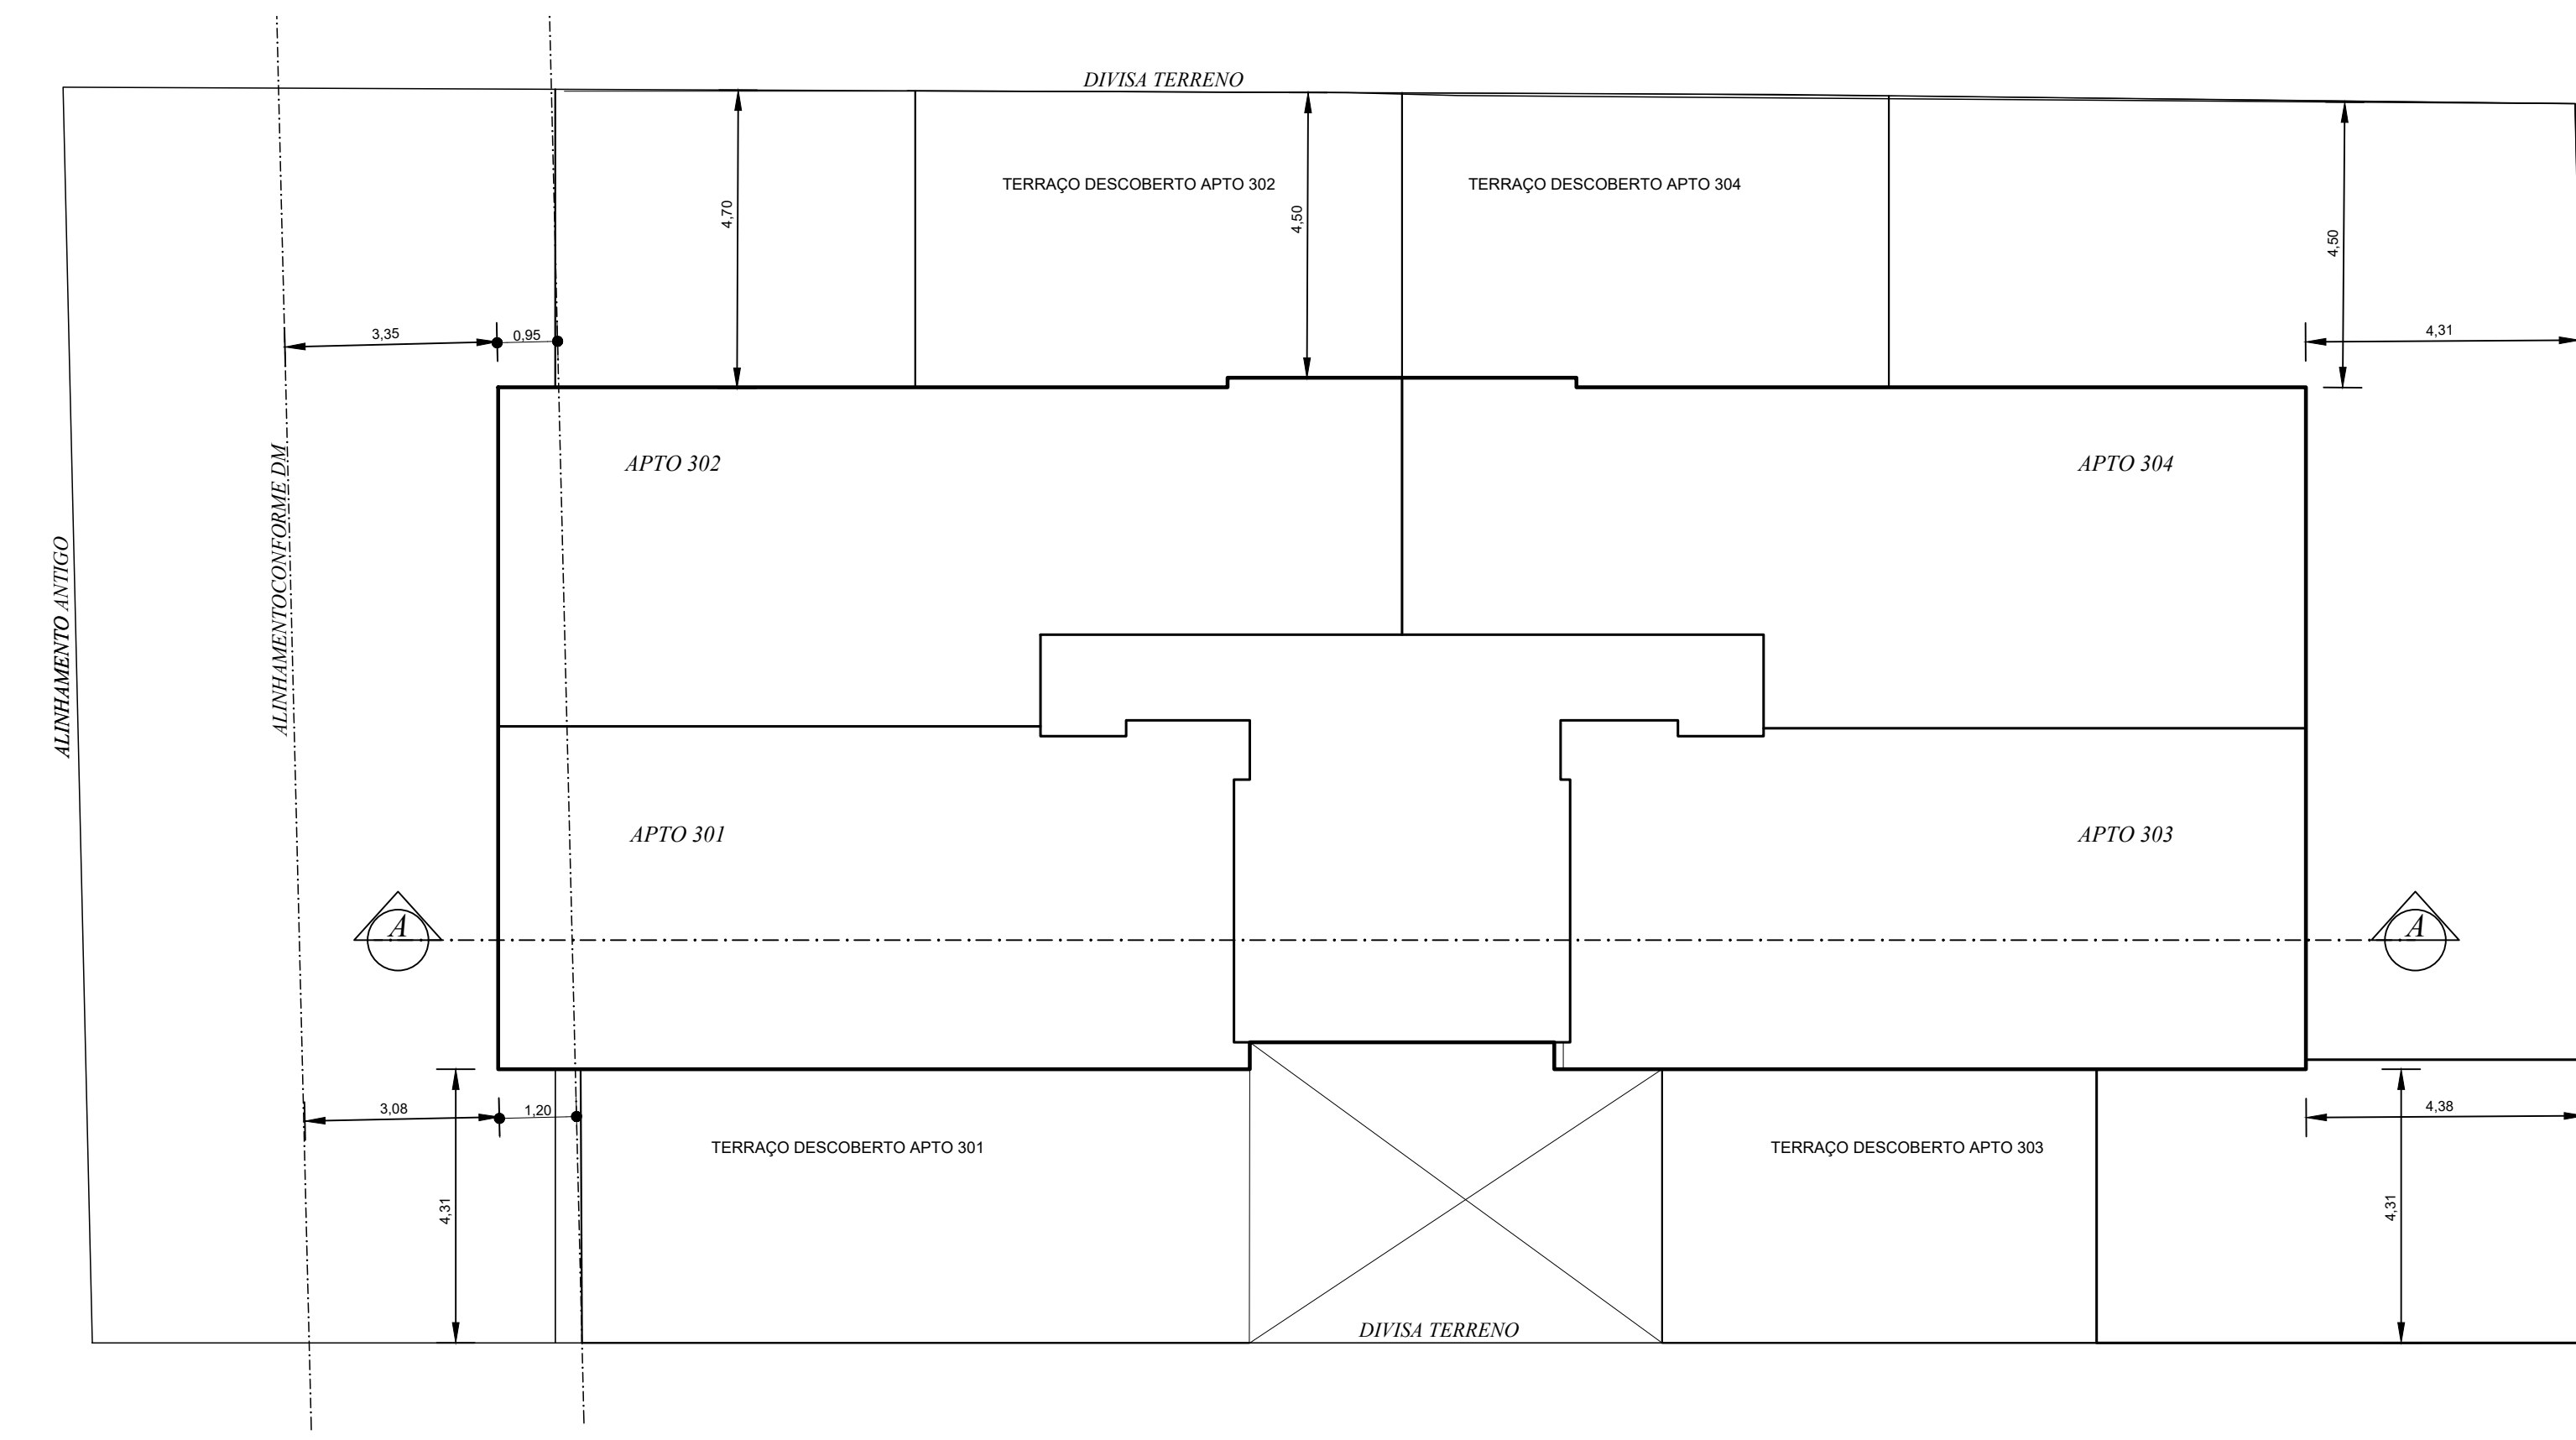 DIVISA TERRENO
TERRAÇO DESCOBERTO APTO 302
TERRAÇO DESCOBERTO APTO 304
4,70
4,50
4,50
3,35
0,95
4,31
APTO 302
APTO 304
ALINHAMENTO ANTIGO
ALINHAMENTOCONFORME DM
APTO 301
APTO 303
A
A
3,08
1,20
4,38
TERRAÇO DESCOBERTO APTO 301
TERRAÇO DESCOBERTO APTO 303
4,31
4,31
DIVISA TERRENO